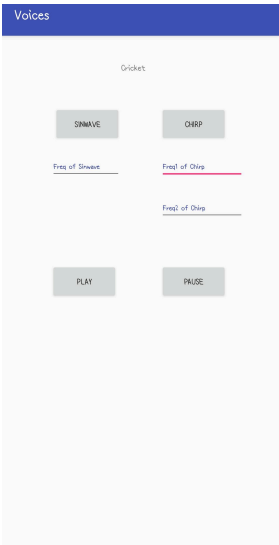 Voices
Cricket
SINWAVE CHIRP
Freq of Sinwave Freq1 of Chirp
Freq2 of Chirp
PLAY PAUSE